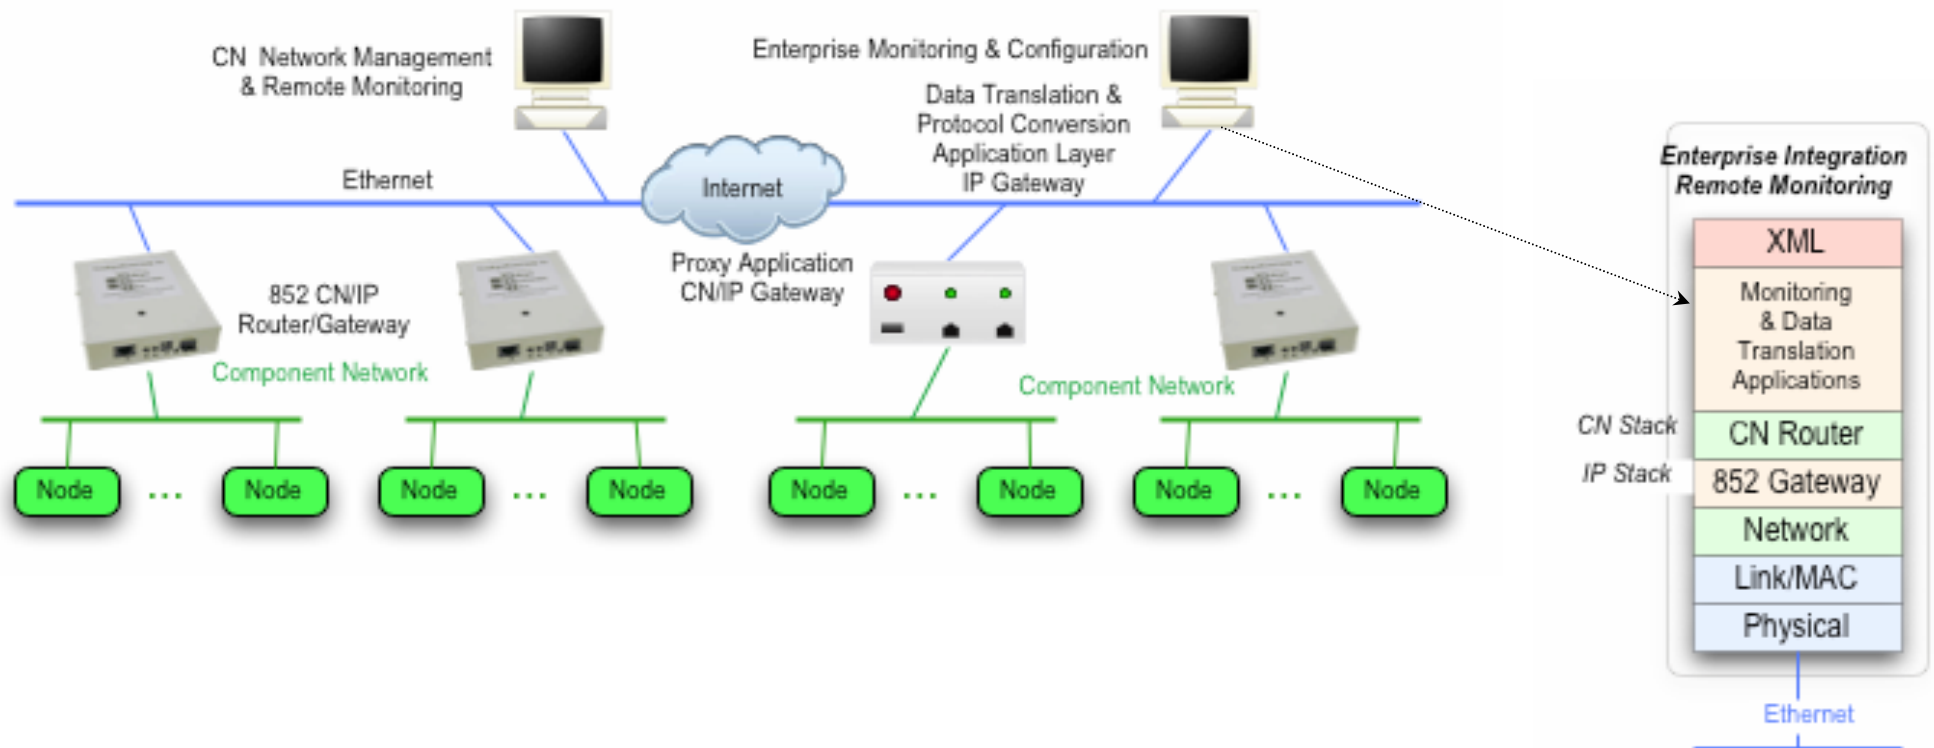 CN Network Management
& Remote Monitoring
Enterprise Monitoring & Configuration
Data Translation &
Protocol Conversion
Application Layer
IP Gateway
Ethernet
Internet
Proxy Application
CN/IP Gateway
852 CN/IP
Router/Gateway
Component Network
Component Network
Node
...
Node
Node
...
Node
Node
...
Node
Node
...
Node
Enterprise Integration
Remote Monitoring
XML
Monitoring
& Data
Translation
Applications
CN Stack
CN Router
IP Stack
852 Gateway
Network
Link/MAC
Physical
Ethernet